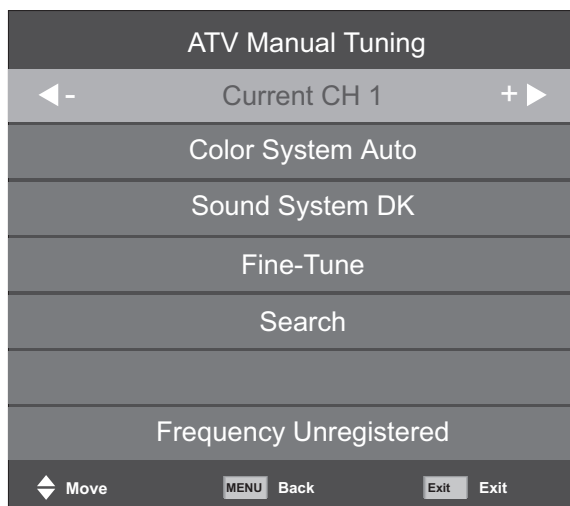 ATV Manual Tuning
- Current CH 1 +
Color System Auto
Sound System DK
Fine-Tune
Search
Frequency Unregistered
Move MENU Back Exit Exit